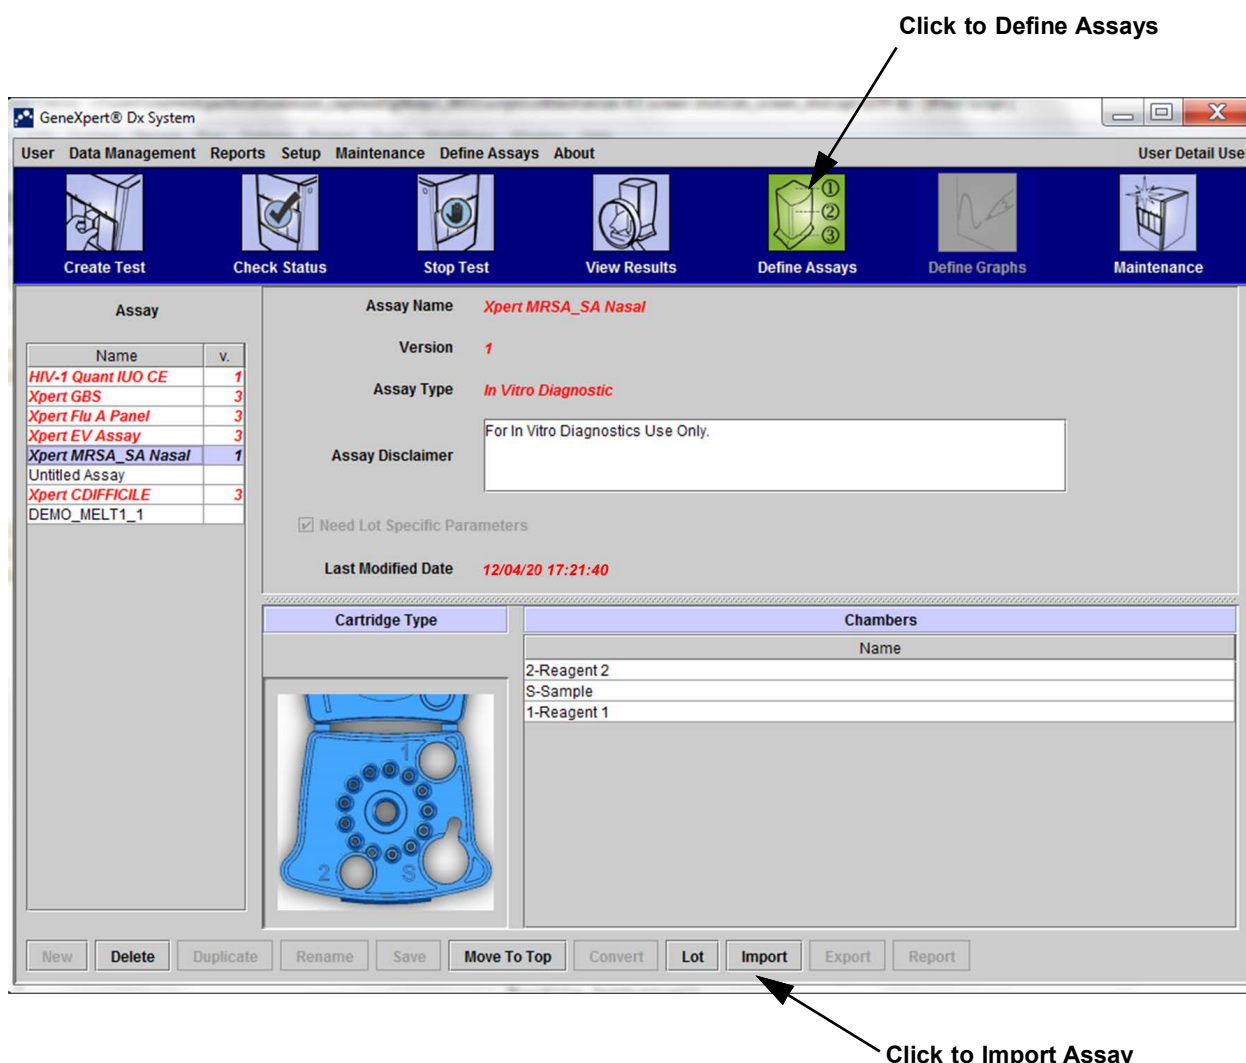 Click to Define Assays
GeneXpert® Dx System
User Data Management Reports Setup Maintenance Define Assays About User Detail Use
Create Test Check Status Stop Test View Results Define Assays Define Graphs Maintenance
① 
②
③
Assay
Name v.
HIV-1 Quant IUO CE 1
Xpert GBS 3
Xpert Flu A Panel 3
Xpert EV Assay 3
Xpert MRSA_SA Nasal 1
Untitled Assay
Xpert CDIFFICILE 3
DEMO_MELT1_1
Assay Name Xpert MRSA_SA Nasal
Version 1
Assay Type In Vitro Diagnostic
Assay Disclaimer For In Vitro Diagnostics Use Only.
Need Lot Specific Parameters
Last Modified Date 12/04/20 17:21:40
Cartridge Type
1
2 S
Chambers
Name
2-Reagent 2
S-Sample
1-Reagent 1
New Delete Duplicate Rename Save Move To Top Convert Lot Import Export Report
Click to Import Assay